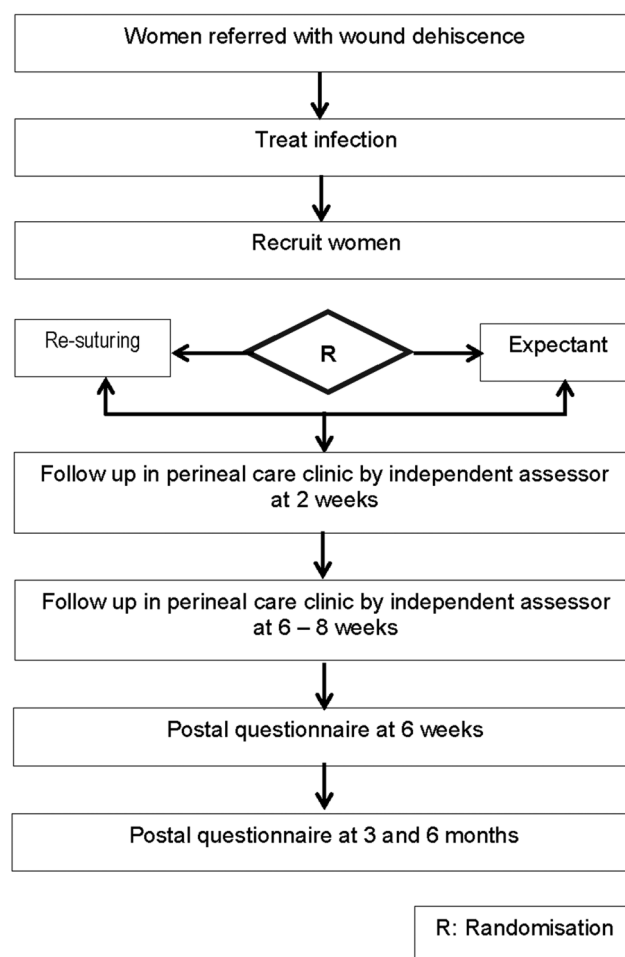 Women referred with wound dehiscence
Treat infection
Recruit women
Re-suturing
R
Expectant
Follow up in perineal care clinic by independent assessor
at 2 weeks
Follow up in perineal care clinic by independent assessor
at 6 – 8 weeks
Postal questionnaire at 6 weeks
Postal questionnaire at 3 and 6 months
R: Randomisation